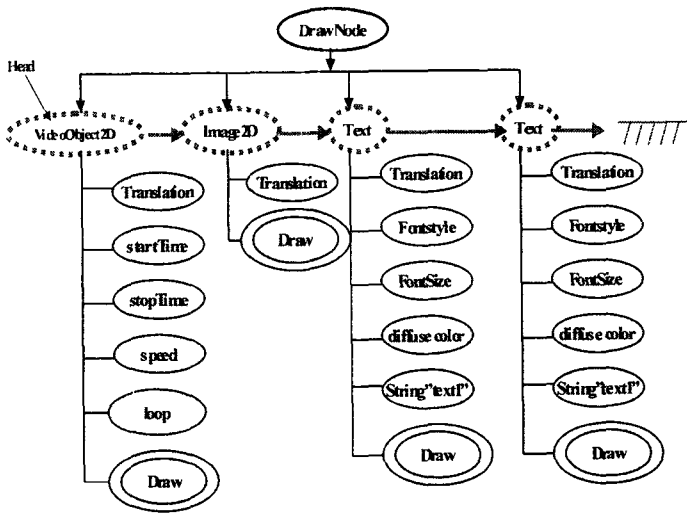 DrawNode
Head
VideoObject2D
Image2D
Text
Text
Translation
startTime
stopTime
speed
loop
Draw
Translation
Draw
Translation
Fontstyle
FontSize
diffuse color
String"text1"
Draw
Translation
Fontstyle
FontSize
diffuse color
String"text1"
Draw